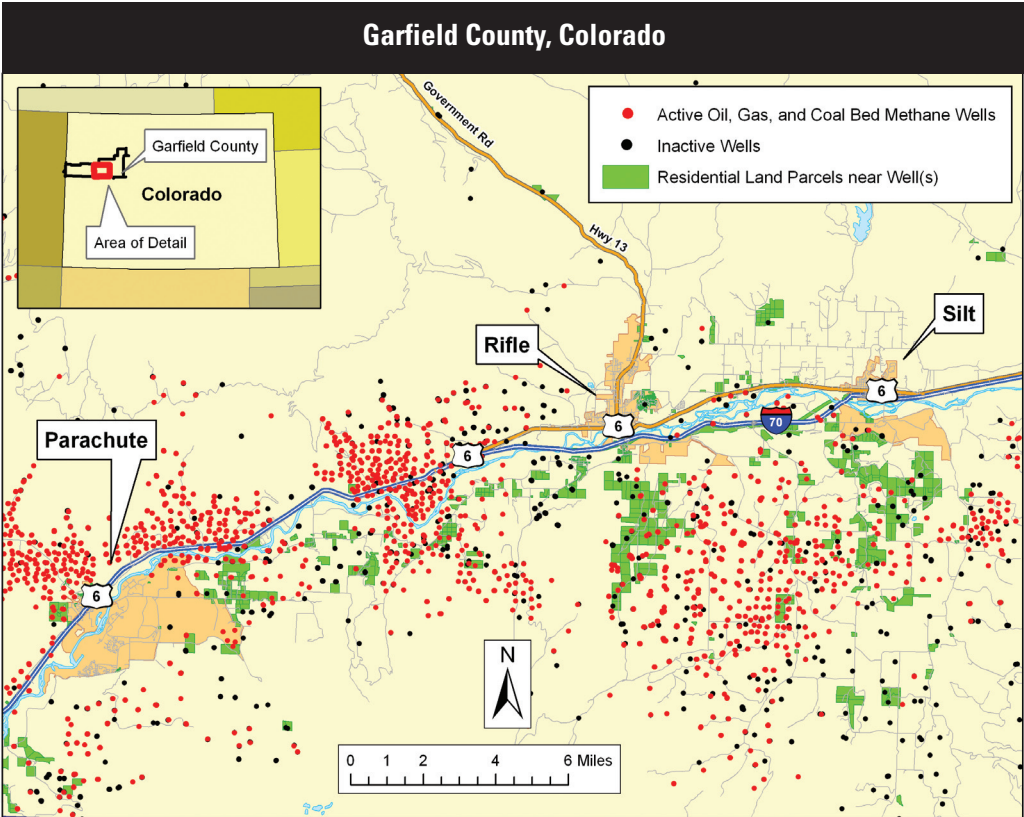 Garfield County, Colorado
Garfield County
Colorado
Area of Detail
Government Rd
Hwy 13
Active Oil, Gas, and Coal Bed Methane Wells
Inactive Wells
Residential Land Parcels near Well(s)
Silt
Rifle
6
6
70
Parachute
6
6
N
0 1 2 4 6 Miles